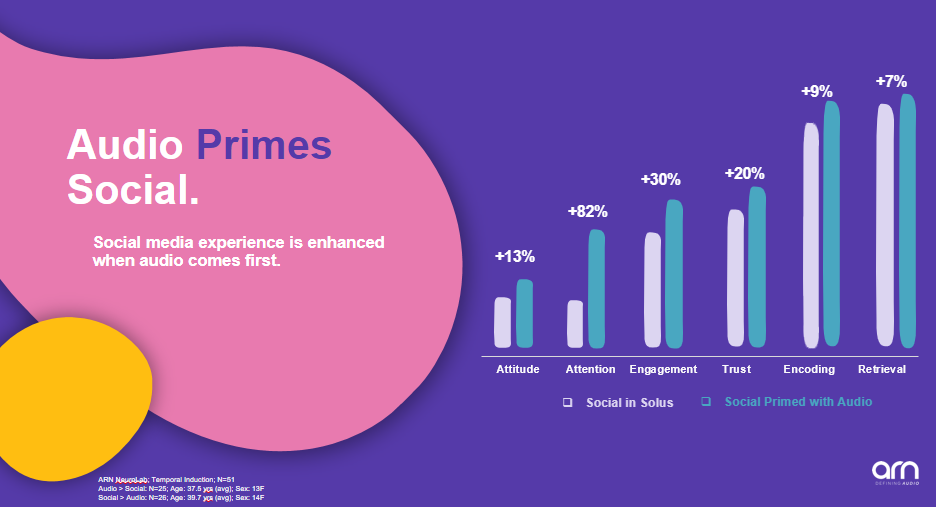 Audio Primes
Social.
Social media experience is enhanced
when audio comes first.
+13%
+82%
+30%
+20%
+9%
+7%
Attitude
Attention
Engagement
Trust
Encoding
Retrieval
❑ Social in Solus
❑ Social Primed with Audio
ARN NeuroLab; Temporal Induction; N=51
Audio > Social: N=25; Age: 37.5 yrs (avg); Sex: 13F
Social > Audio: N=26; Age: 39.7 yrs (avg); Sex: 14F
arn
DEFINING AUDIO